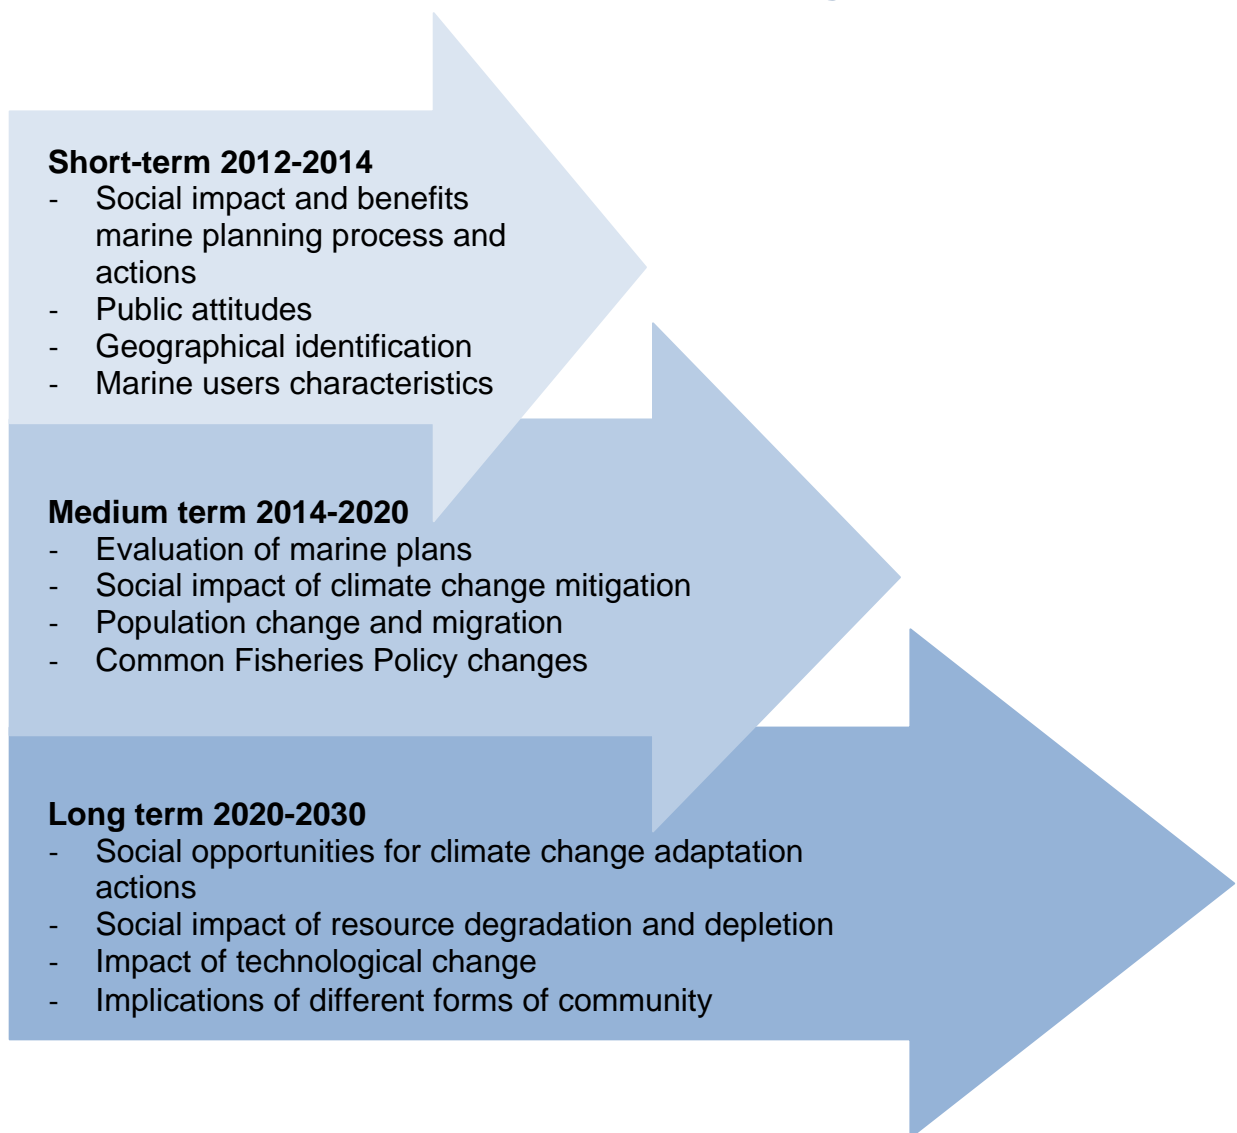 Short-term 2012-2014
- Social impact and benefits
marine planning process and
actions
- Public attitudes
- Geographical identification
- Marine users characteristics
Medium term 2014-2020
- Evaluation of marine plans
- Social impact of climate change mitigation
- Population change and migration
- Common Fisheries Policy changes
Long term 2020-2030
- Social opportunities for climate change adaptation
actions
- Social impact of resource degradation and depletion
- Impact of technological change
- Implications of different forms of community